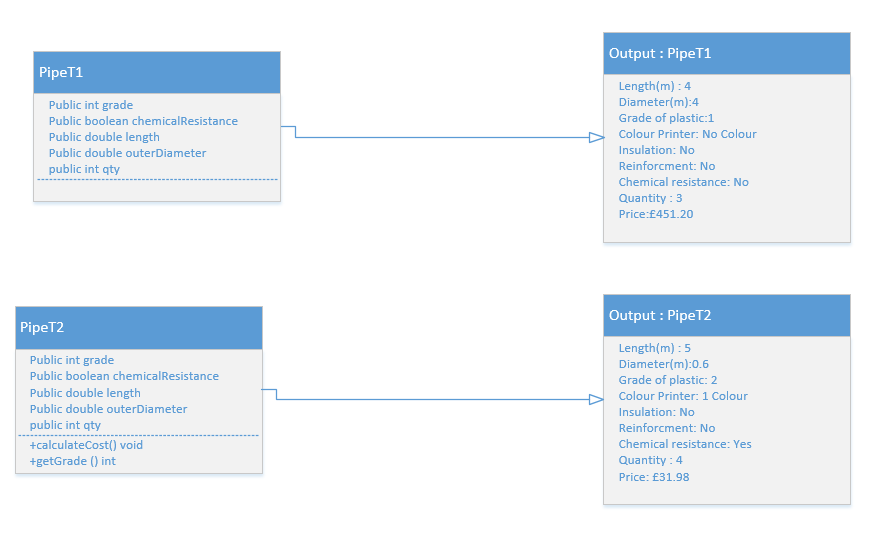 PipeT1
Public int grade
Public boolean chemicalResistance
Public double length
Public double outerDiameter
public int qty
Output : PipeT1
Length(m) : 4
Diameter(m):4
Grade of plastic:1
Colour Printer: No Colour
Insulation: No
Reinforcment: No
Chemical resistance: No
Quantity : 3
Price:£451.20
PipeT2
Public int grade
Public boolean chemicalResistance
Public double length
Public double outerDiameter
public int qty
+calculateCost() void
+getGrade () int
Output : PipeT2
Length(m) : 5
Diameter(m):0.6
Grade of plastic: 2
Colour Printer: 1 Colour
Insulation: No
Reinforcment: No
Chemical resistance: Yes
Quantity : 4
Price: £31.98